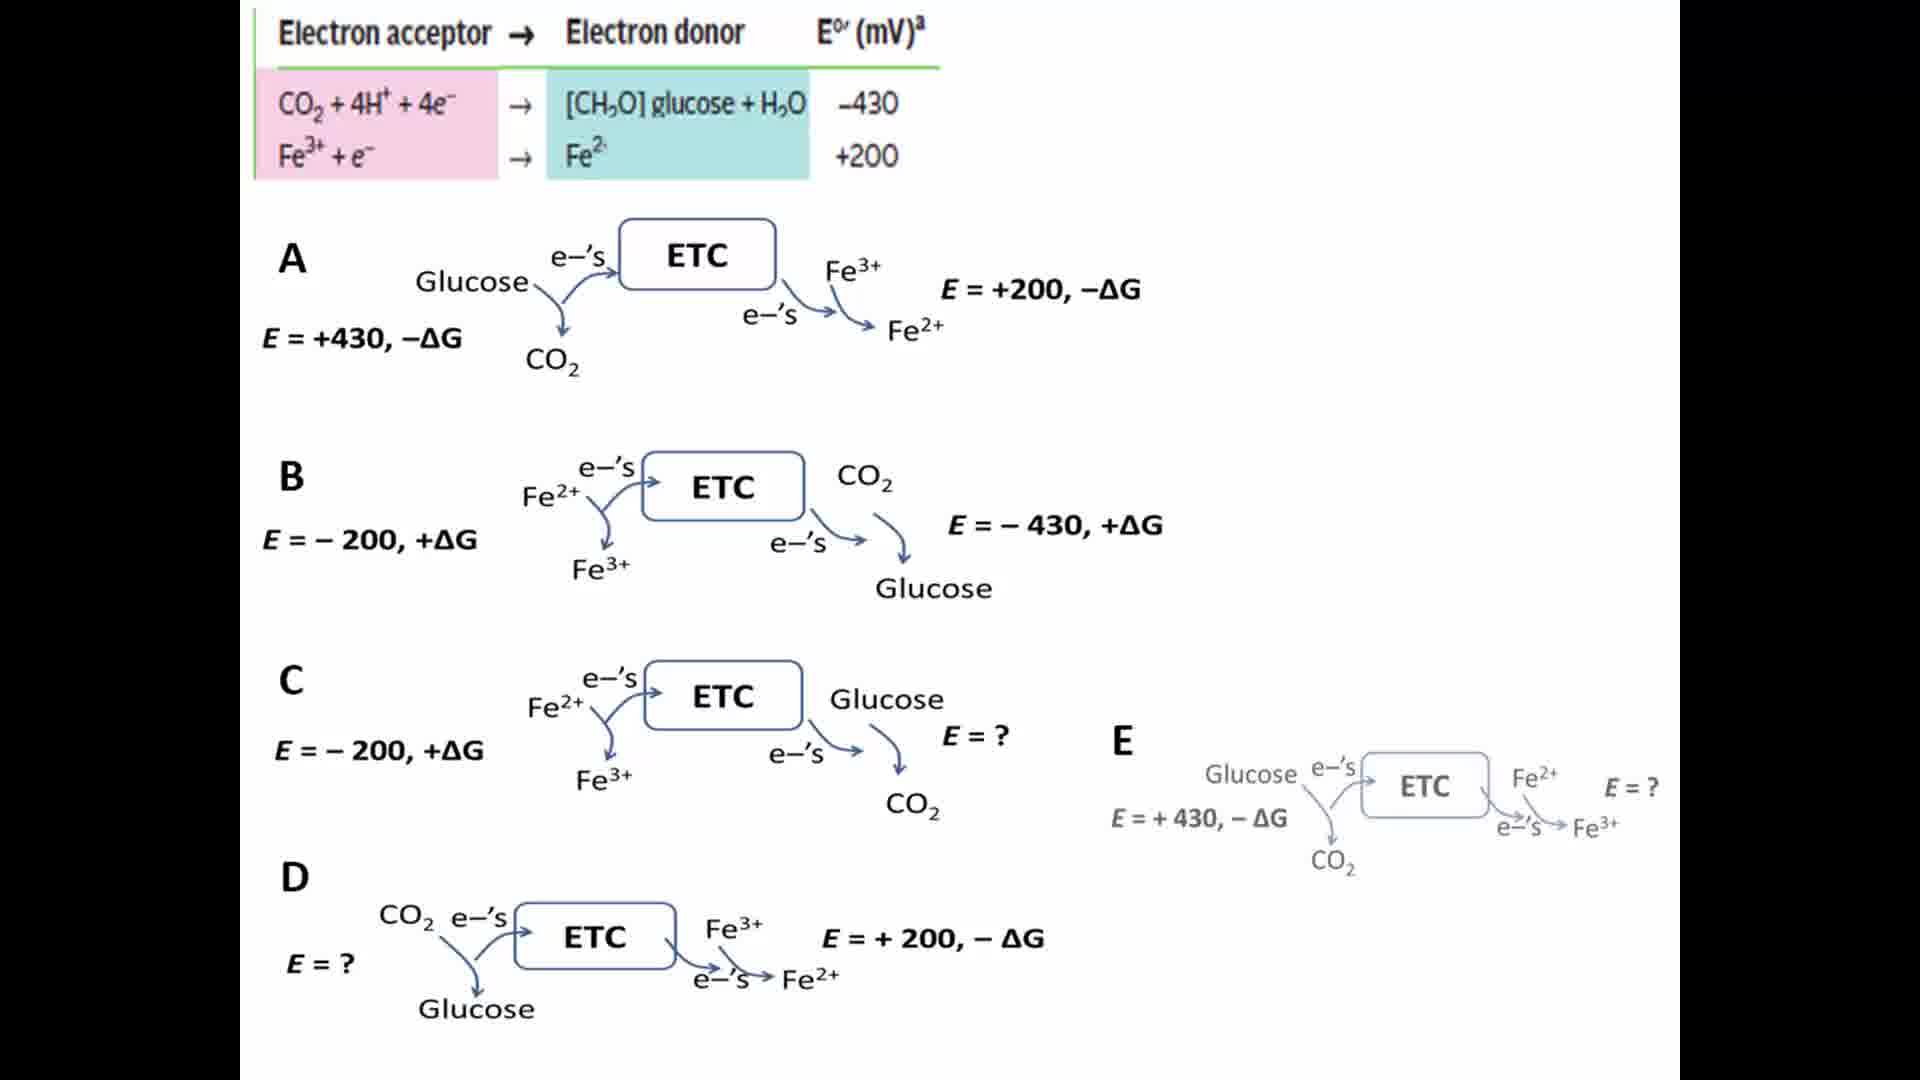 Electron acceptor → Electron donor E⁰′ (mV)ᵃ
CO₂ + 4H⁺ + 4e⁻ → [CH₂O] glucose + H₂O –430
Fe³⁺ + e⁻ → Fe²⁺ +200
A
Glucose e–'s ETC Fe³⁺
E = +200, –ΔG
e–'s Fe²⁺
E = +430, –ΔG
CO₂
B
Fe²⁺ e–'s ETC CO₂
E = – 200, +ΔG
e–'s
E = – 430, +ΔG
Fe³⁺
Glucose
C
Fe²⁺ e–'s ETC Glucose
E = ?
E = – 200, +ΔG
e–'s
Fe³⁺
CO₂
E
Glucose e–'s ETC Fe²⁺
E = ?
E = + 430, – ΔG
e–'s Fe³⁺
CO₂
D
CO₂ e–'s ETC Fe³⁺
E = + 200, – ΔG
E = ?
e–'s Fe²⁺
Glucose